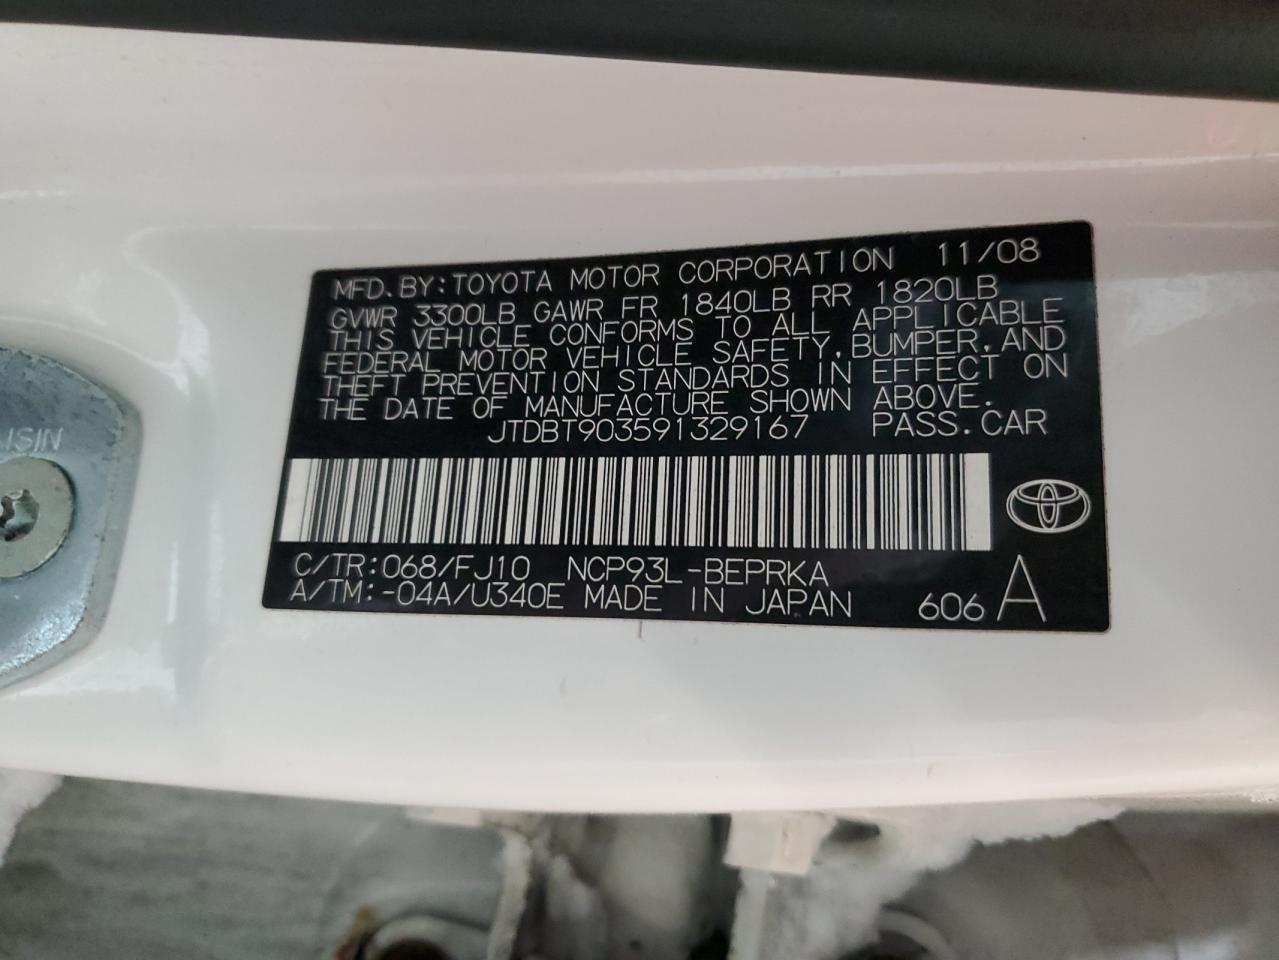 MFD. BY: TOYOTA MOTOR CORPORATION 11/08
GVWR 3300LB GAWR FR 1840LB RR 1820LB
THIS VEHICLE CONFORMS TO ALL APPLICABLE
FEDERAL MOTOR VEHICLE SAFETY, BUMPER, AND
THEFT PREVENTION STANDARDS IN EFFECT ON
THE DATE OF MANUFACTURE SHOWN ABOVE.
JTDBT903591329167 PASS. CAR
AISIN
C/TR: 068/FJ10 NCP93L-BEPRKA
A/TM: -04A/U340E MADE IN JAPAN 606 A